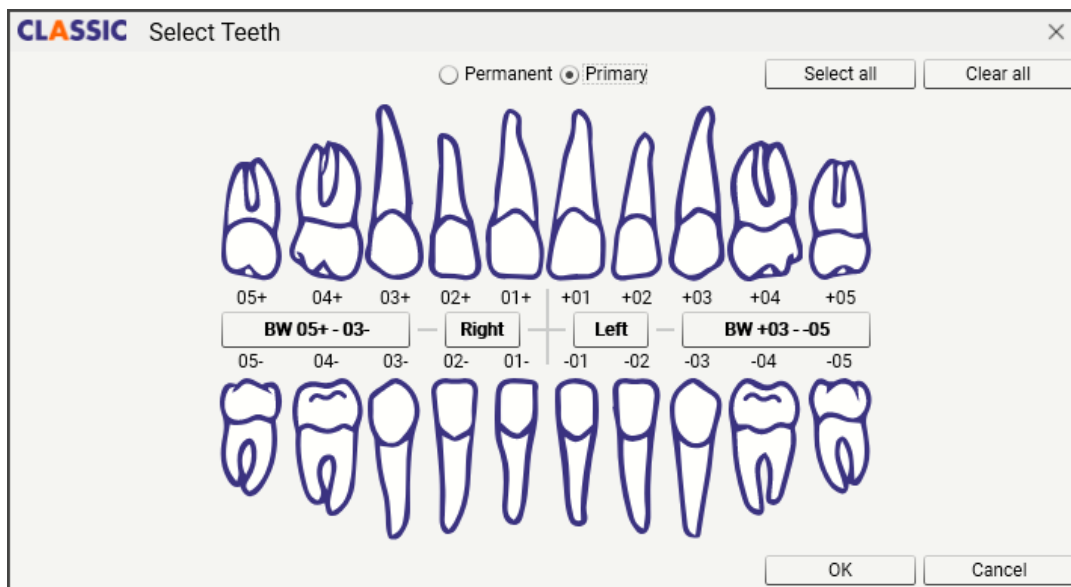 CLASSIC Select Teeth
Permanent Primary Select all Clear all
05+ 04+ 03+ 02+ 01+ +01 +02 +03 +04 +05
BW 05+ - 03- Right Left BW +03 - -05
05- 04- 03- 02- 01- -01 -02 -03 -04 -05
OK Cancel